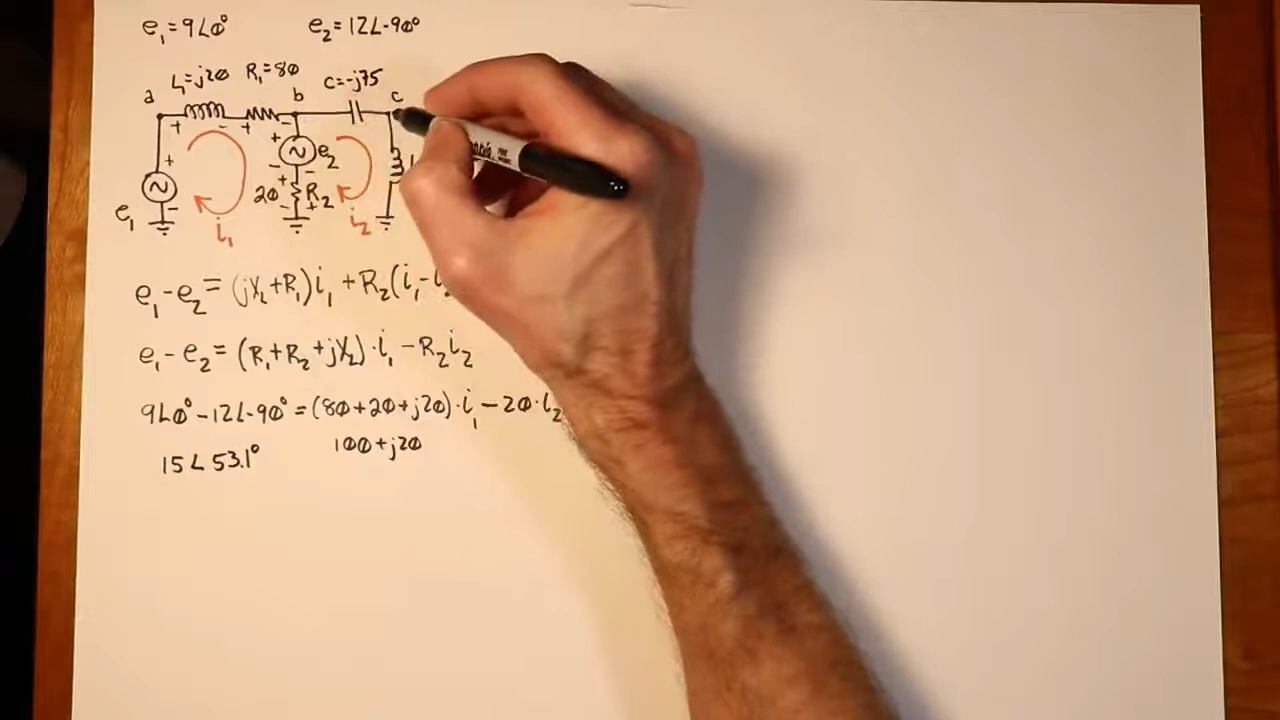 e₁=9∠0° e₂=12∠-90°
L₁=j20 R₁=80 C=-j75
a b c
+ - + -
+ e₁ -
+ e₂ -
20 + R₂ -
- +
i₁ i₂
e₁-e₂=(jX_L+R₁)i₁+R₂(i₁-
e₁-e₂=(R₁+R₂+jX_L)·i₁-R₂i₂
9∠0°-12∠-90°=(80+20+j20)·i₁-20·i₂
15∠53.1° 100+j20